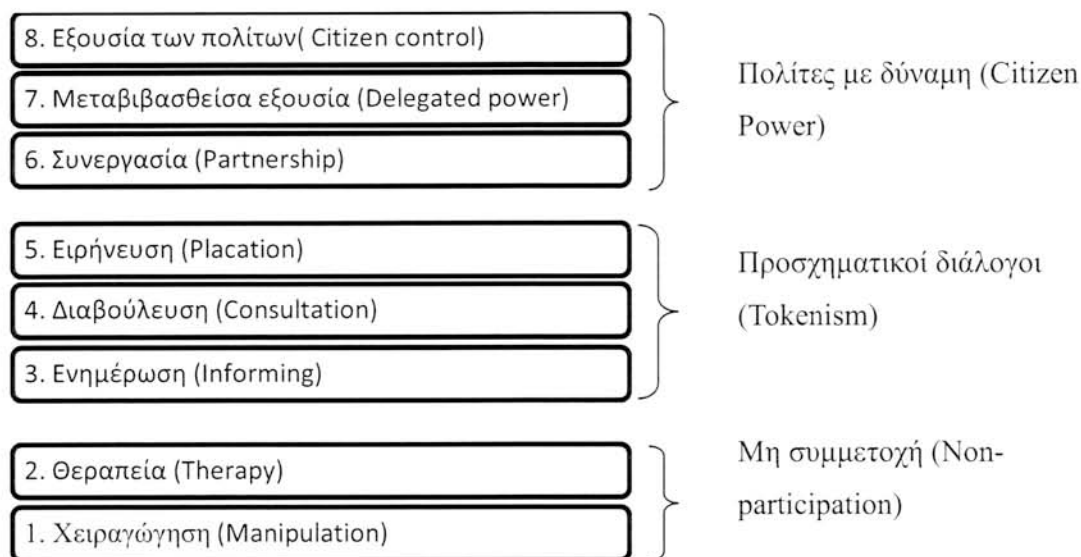 8. Εξουσία των πολίτων( Citizen control)
7. Μεταβιβασθείσα εξουσία (Delegated power)
6. Συνεργασία (Partnership)
Πολίτες με δύναμη (Citizen
Power)
5. Ειρήνευση (Placation)
4. Διαβούλευση (Consultation)
3. Ενημέρωση (Informing)
Προσχηματικοί διάλογοι
(Tokenism)
2. Θεραπεία (Therapy)
1. Χειραγώγηση (Manipulation)
Μη συμμετοχή (Non-
participation)